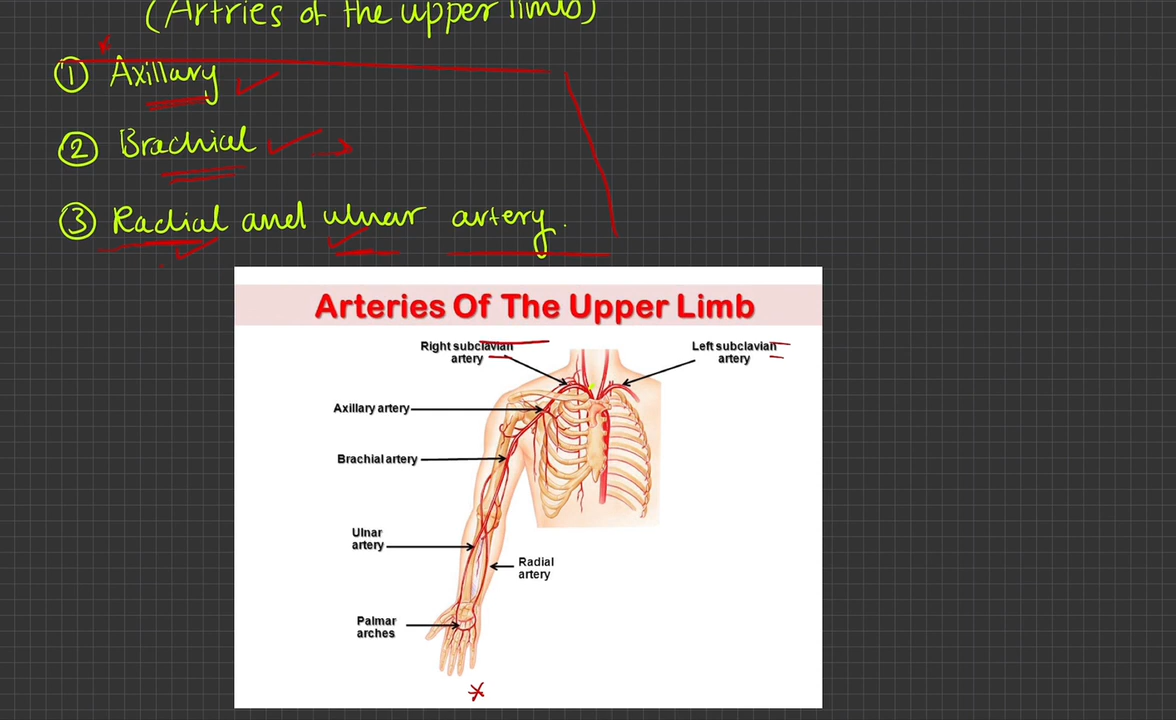 (Artries of the upper limb)
① Axillary
② Brachial
③ Radial and ulnar artery.
Arteries Of The Upper Limb
Right subclavian
artery
Left subclavian
artery
Axillary artery
Brachial artery
Ulnar
artery
Radial
artery
Palmar
arches